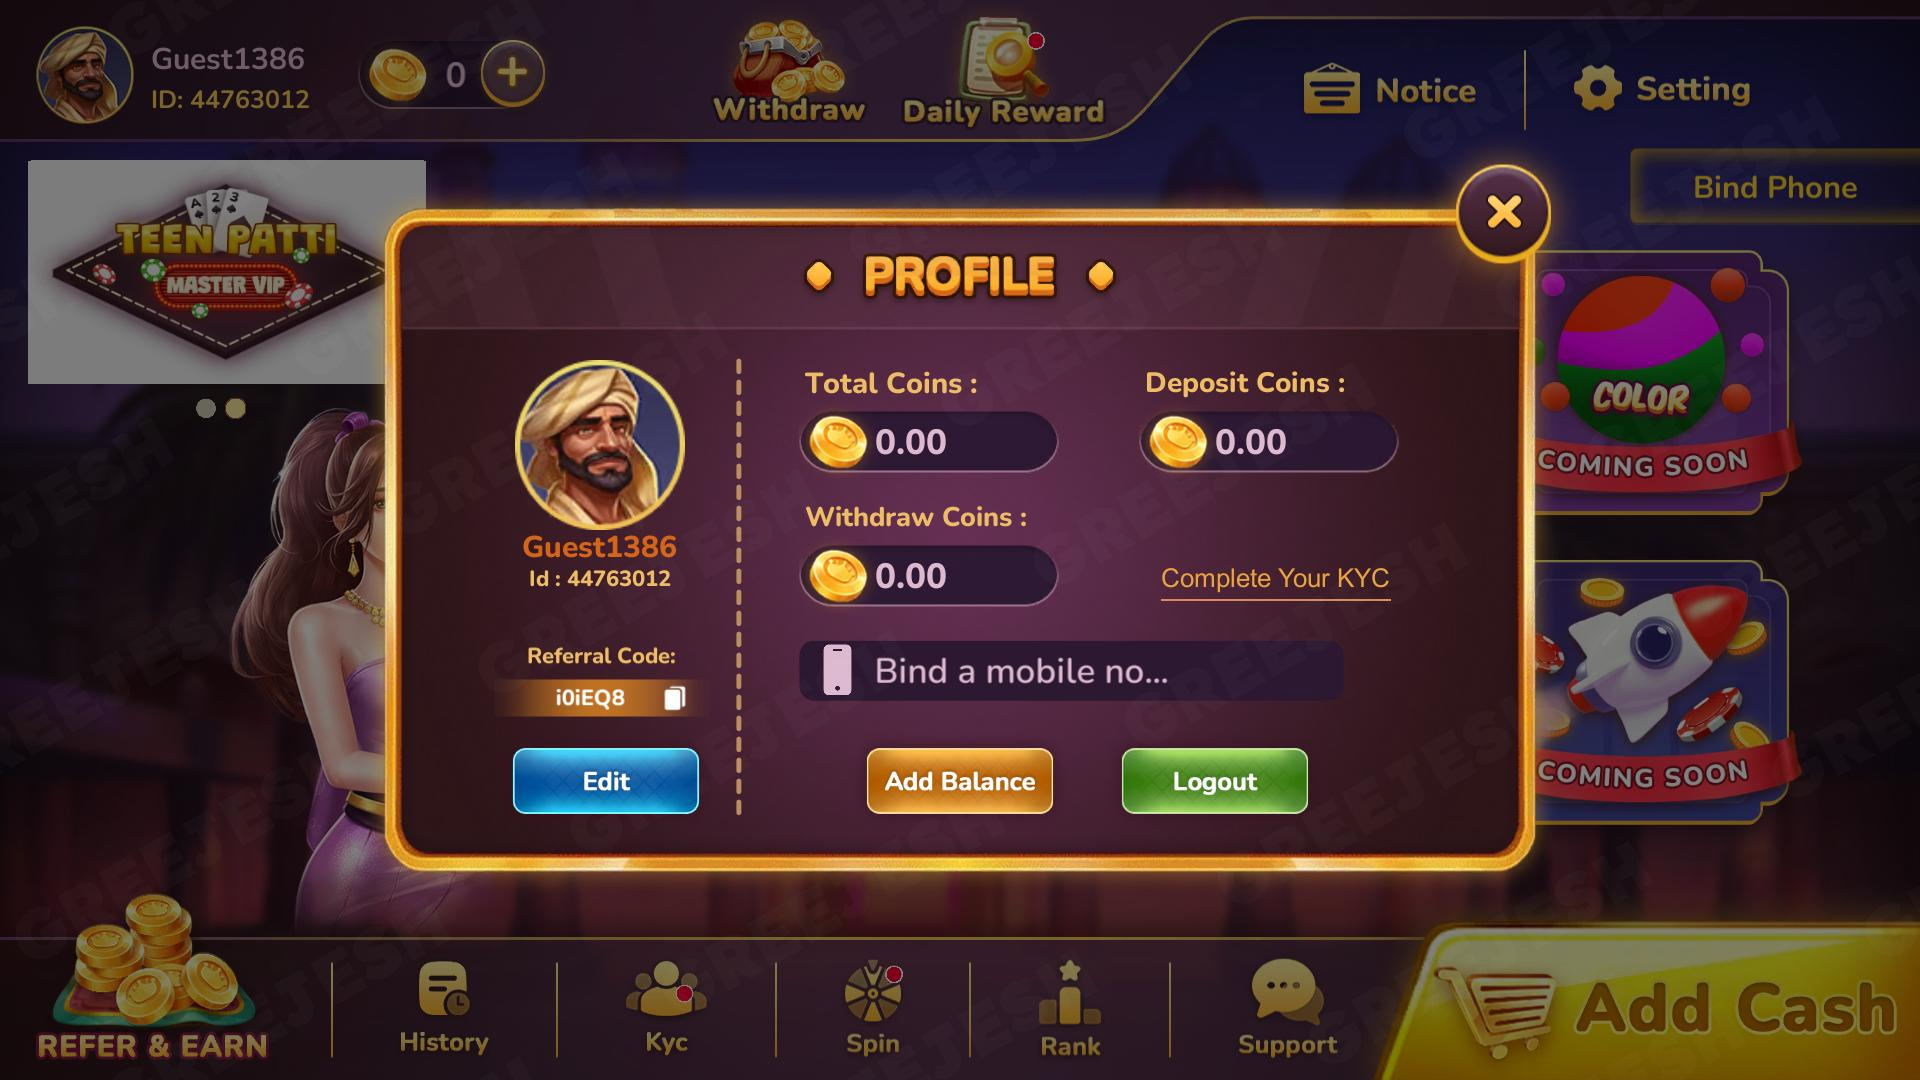 Guest1386
ID: 44763012
0
Withdraw
Daily Reward
Notice
Setting
Bind Phone
A 2 3
TEEN PATTI
MASTER VIP
PROFILE
Guest1386
Id : 44763012
Referral Code:
i0iEQ8
Edit
Total Coins :
0.00
Deposit Coins :
0.00
Withdraw Coins :
0.00
Complete Your KYC
Bind a mobile no...
Add Balance
Logout
COLOR
COMING SOON
COMING SOON
REFER & EARN
History
Kyc
Spin
Rank
Support
Add Cash
GREEJESH